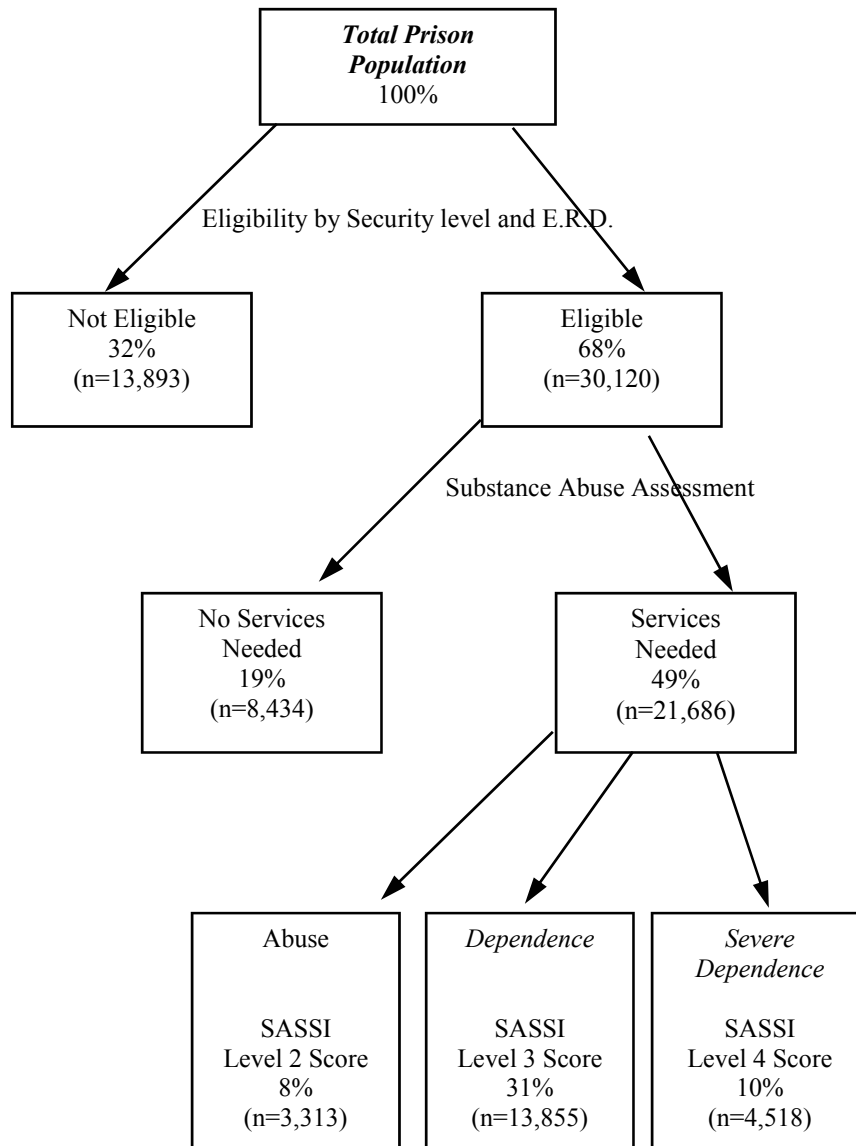 Total Prison
Population
100%
Eligibility by Security level and E.R.D.
Not Eligible
32%
(n=13,893)
Eligible
68%
(n=30,120)
Substance Abuse Assessment
No Services
Needed
19%
(n=8,434)
Services
Needed
49%
(n=21,686)
Abuse
SASSI
Level 2 Score
8%
(n=3,313)
Dependence
SASSI
Level 3 Score
31%
(n=13,855)
Severe
Dependence
SASSI
Level 4 Score
10%
(n=4,518)